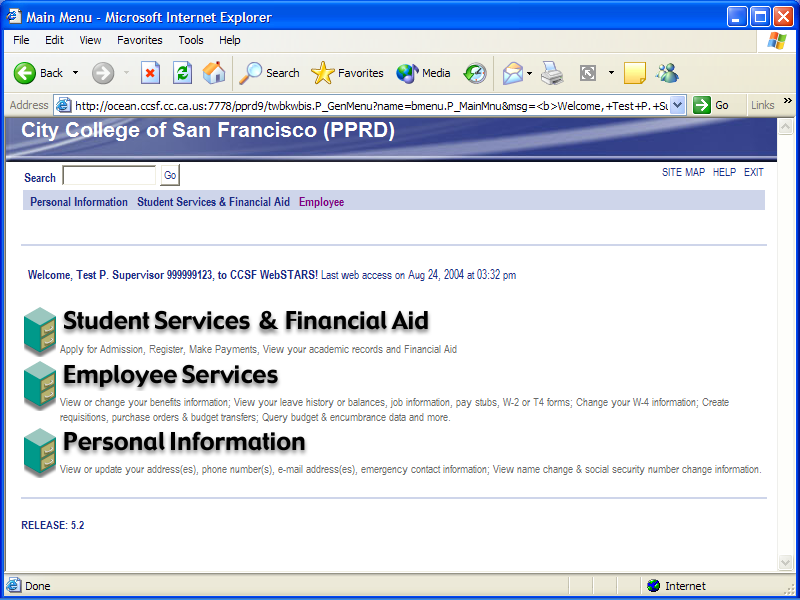 Main Menu - Microsoft Internet Explorer
File Edit View Favorites Tools Help
Back Search Favorites Media
Address http://ocean.ccsf.cc.ca.us:7778/pprd9/twbkwbis.P_GenMenu?name=bmenu.P_MainMnu&msg=<b>Welcome,+Test+P.+Su Go Links »
City College of San Francisco (PPRD)
Search Go SITE MAP HELP EXIT
Personal Information Student Services & Financial Aid Employee
Welcome, Test P. Supervisor 999999123, to CCSF WebSTARS! Last web access on Aug 24, 2004 at 03:32 pm
Student Services & Financial Aid
Apply for Admission, Register, Make Payments, View your academic records and Financial Aid
Employee Services
View or change your benefits information; View your leave history or balances, job information, pay stubs, W-2 or T4 forms; Change your W-4 information; Create
requisitions, purchase orders & budget transfers; Query budget & encumbrance data and more.
Personal Information
View or update your address(es), phone number(s), e-mail address(es), emergency contact information; View name change & social security number change information.
RELEASE: 5.2
Done Internet